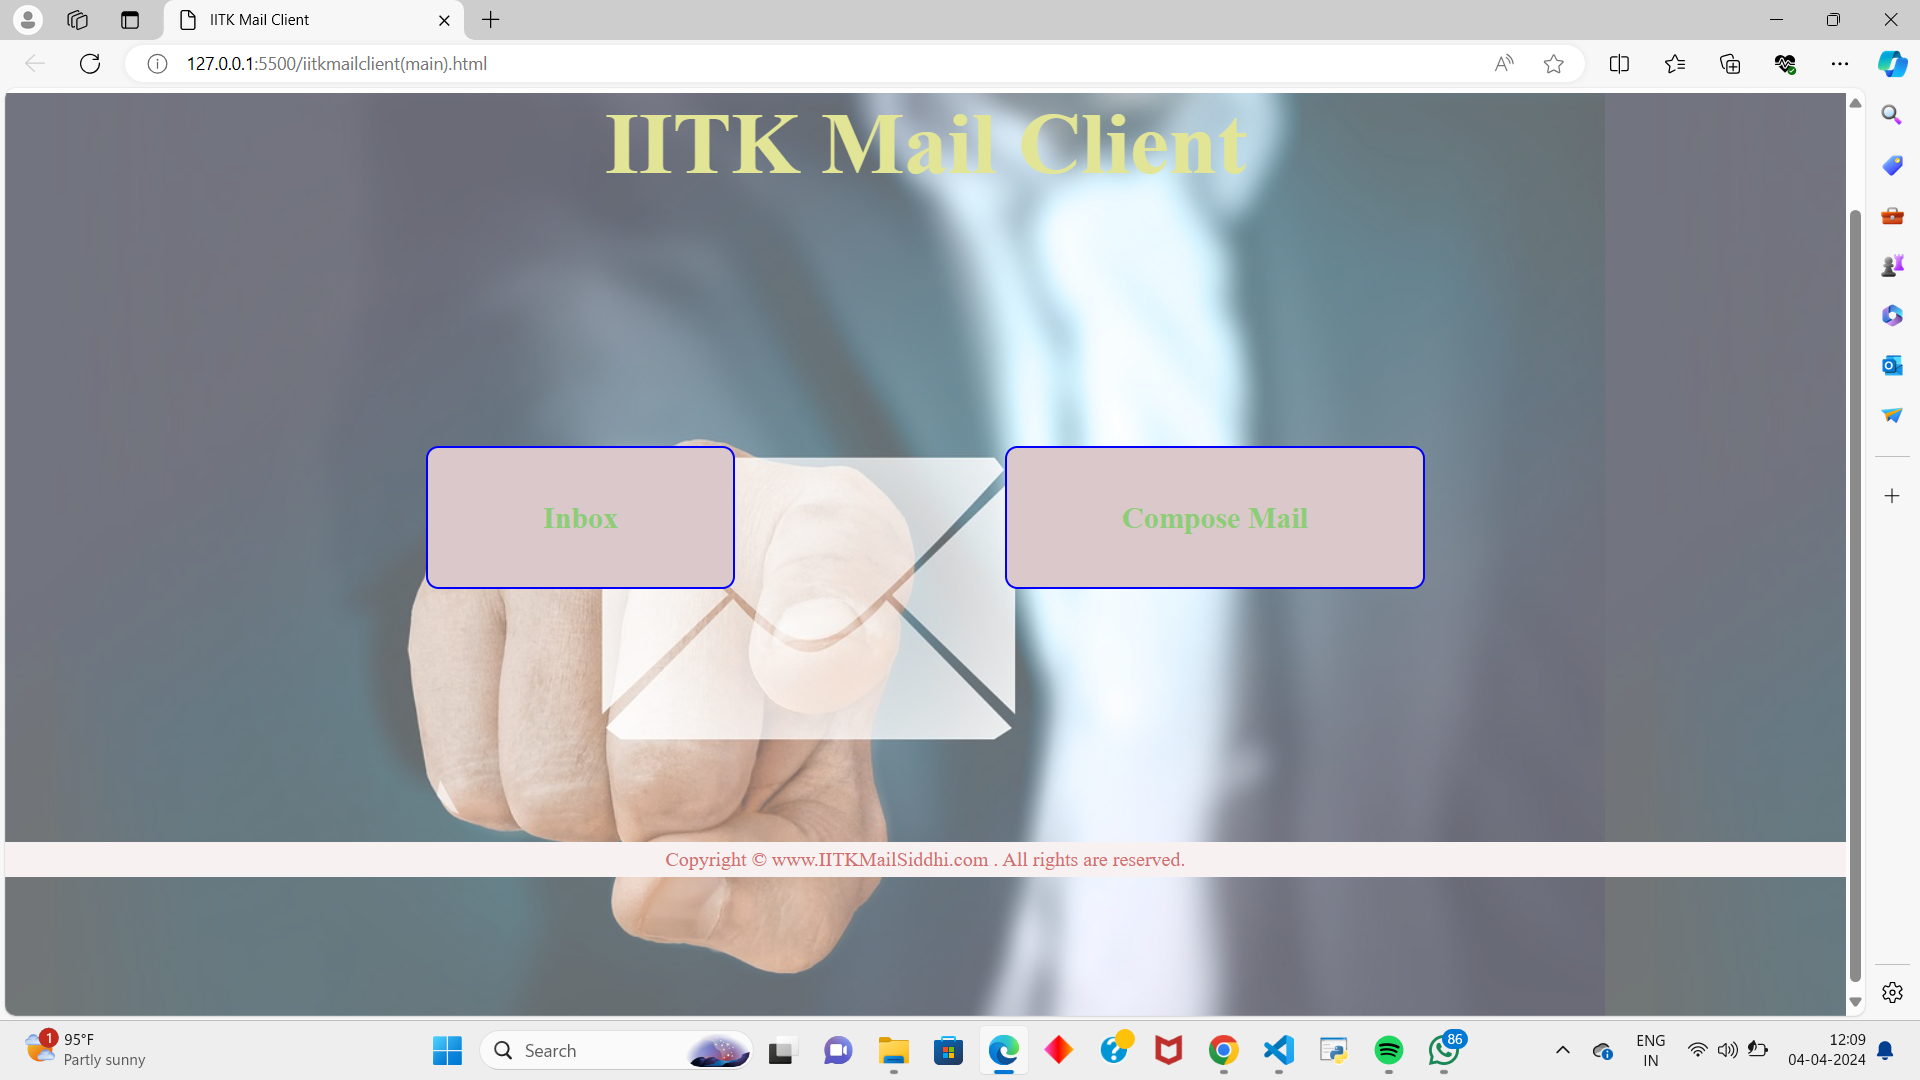 IITK Mail Client
127.0.0.1:5500/iitkmailclient(main).html
IITK Mail Client
Inbox
Compose Mail
Copyright © www.IITKMailSiddhi.com . All rights are reserved.
1
95°F
Partly sunny
Search
86
ENG
IN
12:09
04-04-2024